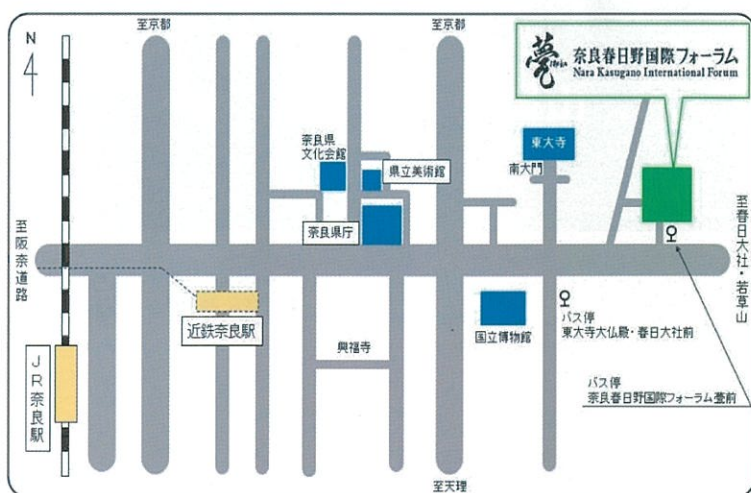 至京都
至京都
N
夢
奈良春日野国際フォーラム
Nara Kasugano International Forum
奈良県
文化会館
県立美術館
東大寺
南大門
奈良県庁
至阪奈道路
至春日大社・若草山
近鉄奈良駅
国立博物館
バス停
東大寺大仏殿・春日大社前
興福寺
JR奈良駅
バス停
奈良春日野国際フォーラム甍前
至天理